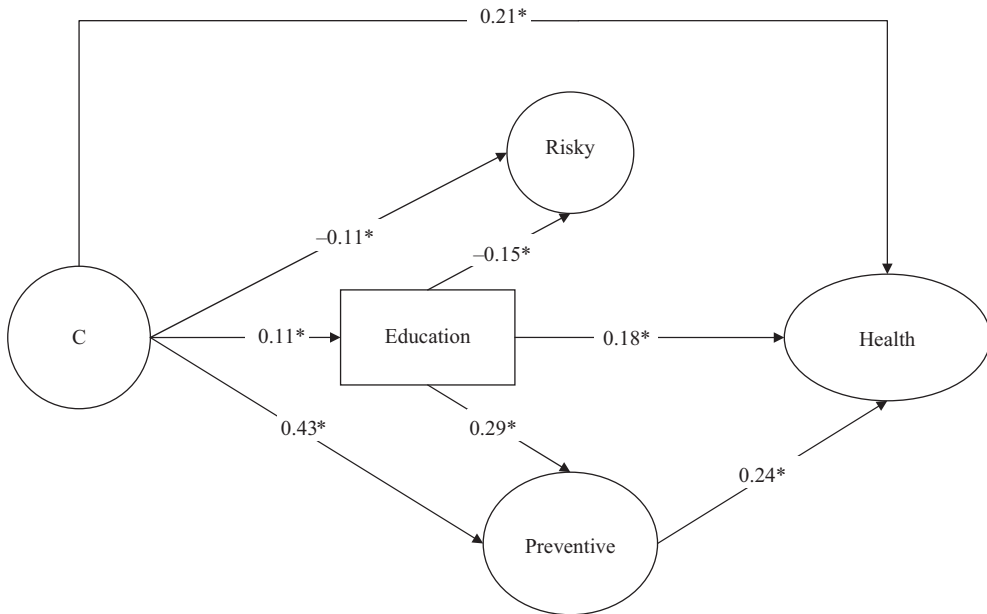 0.21*
Risky
–0.11*
–0.15*
C
0.11*
Education
0.18*
Health
0.43*
0.29*
0.24*
Preventive